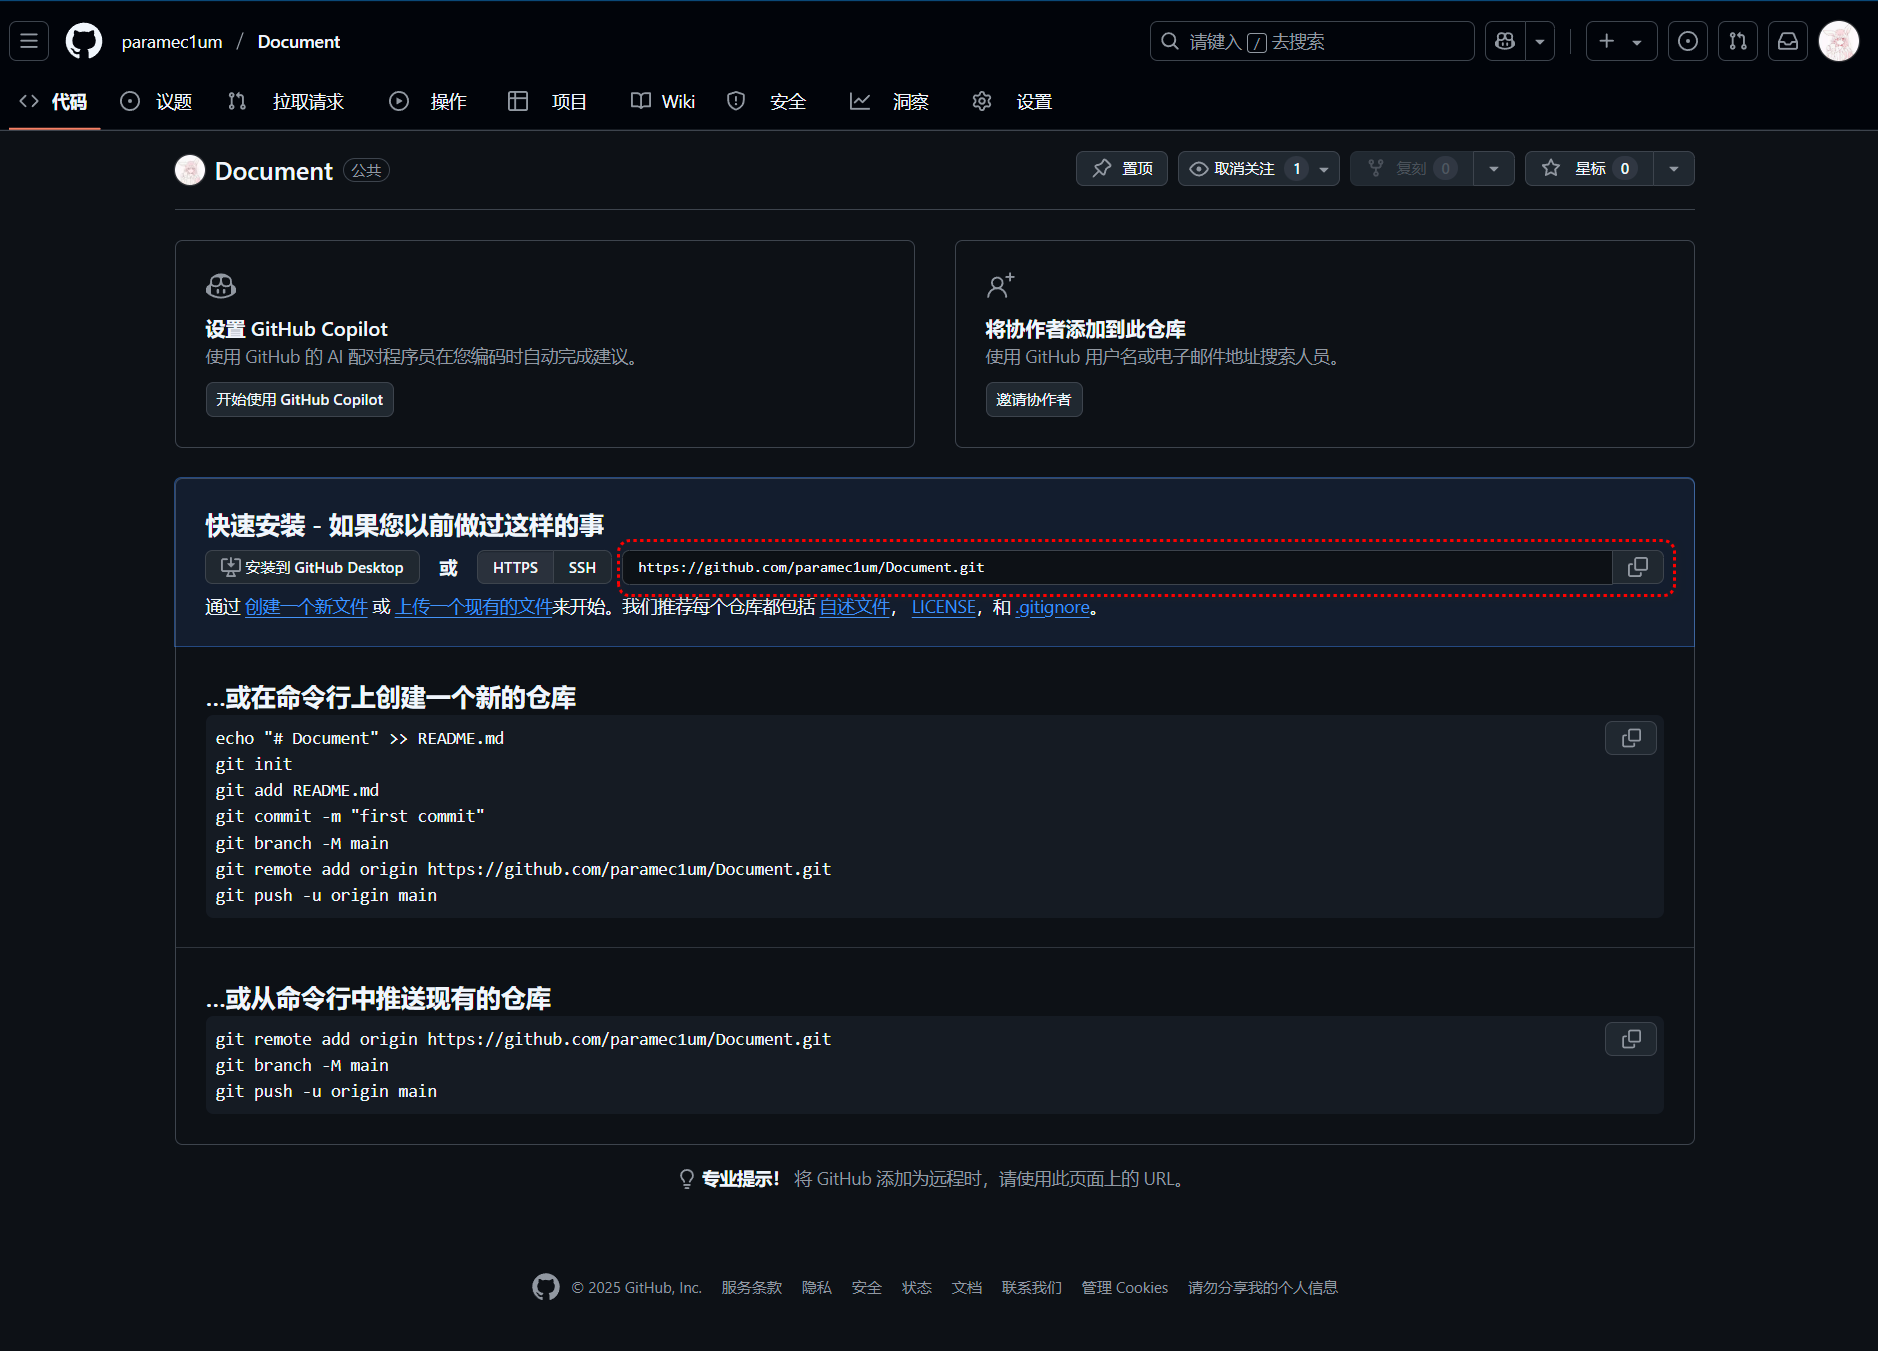 paramec1um / Document
请键入 / 去搜索
代码 议题 拉取请求 操作 项目 Wiki 安全 洞察 设置
Document 公共
置顶 取消关注 1 复刻 0 星标 0
设置 GitHub Copilot
使用 GitHub 的 AI 配对程序员在您编码时自动完成建议。
开始使用 GitHub Copilot
将协作者添加到此仓库
使用 GitHub 用户名或电子邮件地址搜索人员。
邀请协作者
快速安装 - 如果您以前做过这样的事
安装到 GitHub Desktop 或 HTTPS SSH https://github.com/paramec1um/Document.git
通过 创建一个新文件 或 上传一个现有的文件来开始。我们推荐每个仓库都包括 自述文件， LICENSE，和 .gitignore。
...或在命令行上创建一个新的仓库
echo "# Document" >> README.md
git init
git add README.md
git commit -m "first commit"
git branch -M main
git remote add origin https://github.com/paramec1um/Document.git
git push -u origin main
...或从命令行中推送现有的仓库
git remote add origin https://github.com/paramec1um/Document.git
git branch -M main
git push -u origin main
专业提示！ 将 GitHub 添加为远程时，请使用此页面上的 URL。
© 2025 GitHub, Inc. 服务条款 隐私 安全 状态 文档 联系我们 管理 Cookies 请勿分享我的个人信息